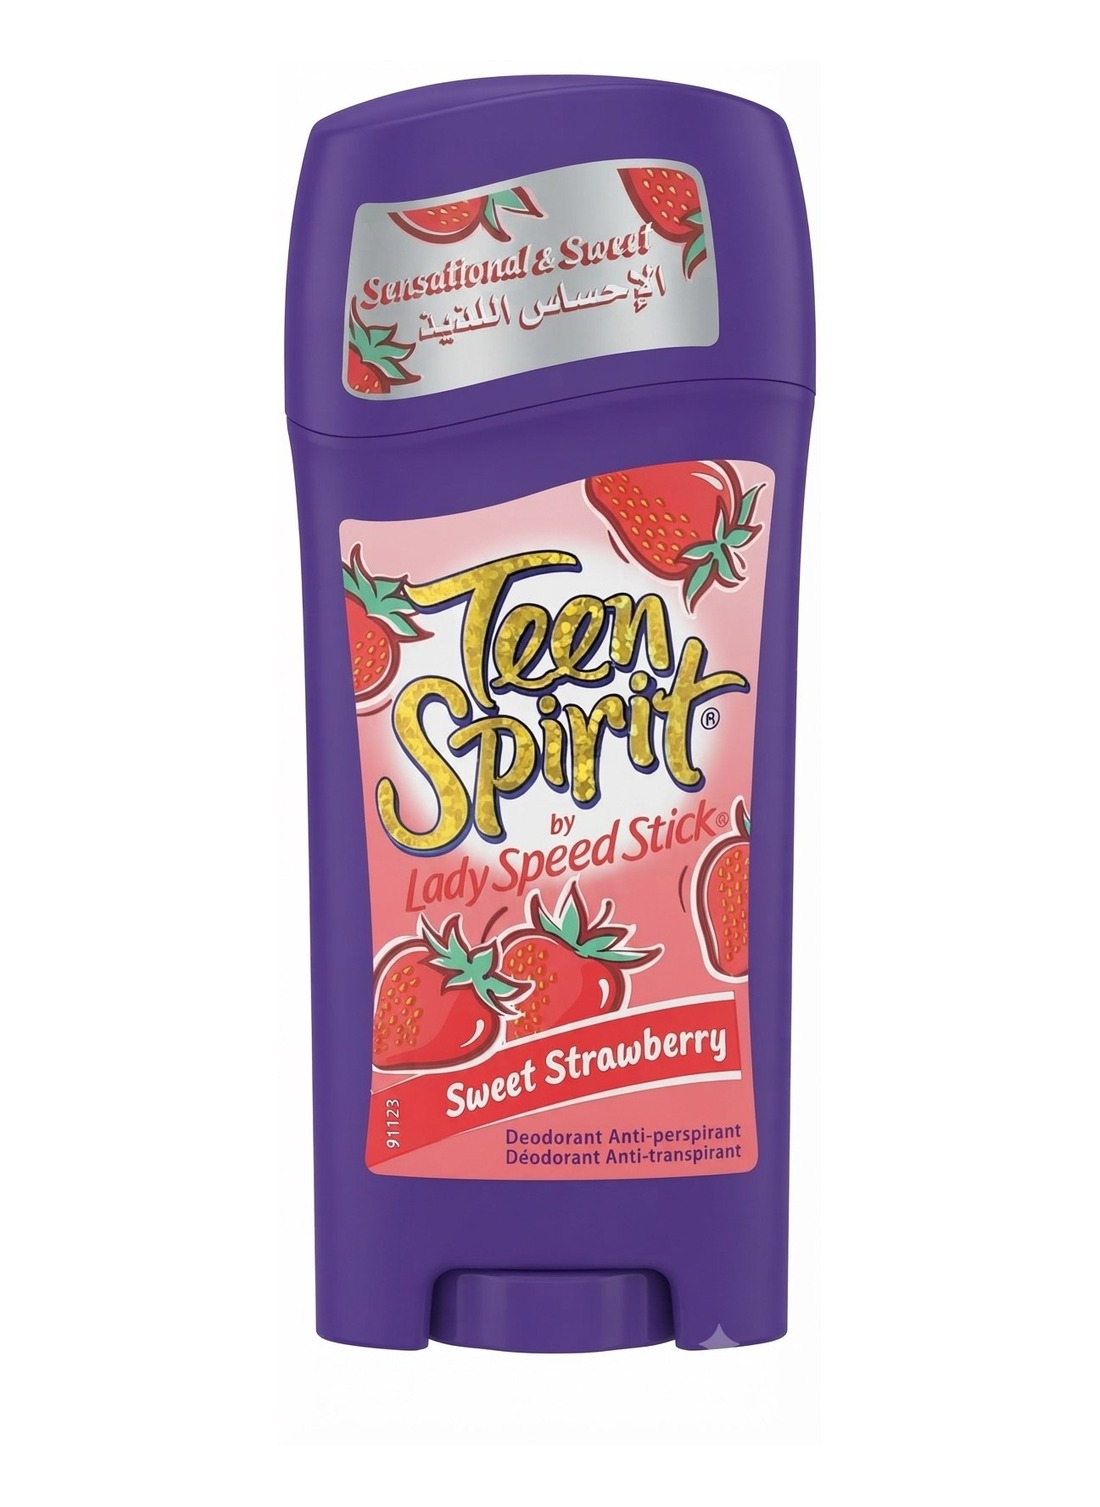 Sensational & Sweet
الإحساس اللذيذ
Teen
Spirit®
by
Lady Speed Stick®
Sweet Strawberry
91123
Deodorant Anti-perspirant
Déodorant Anti-transpirant